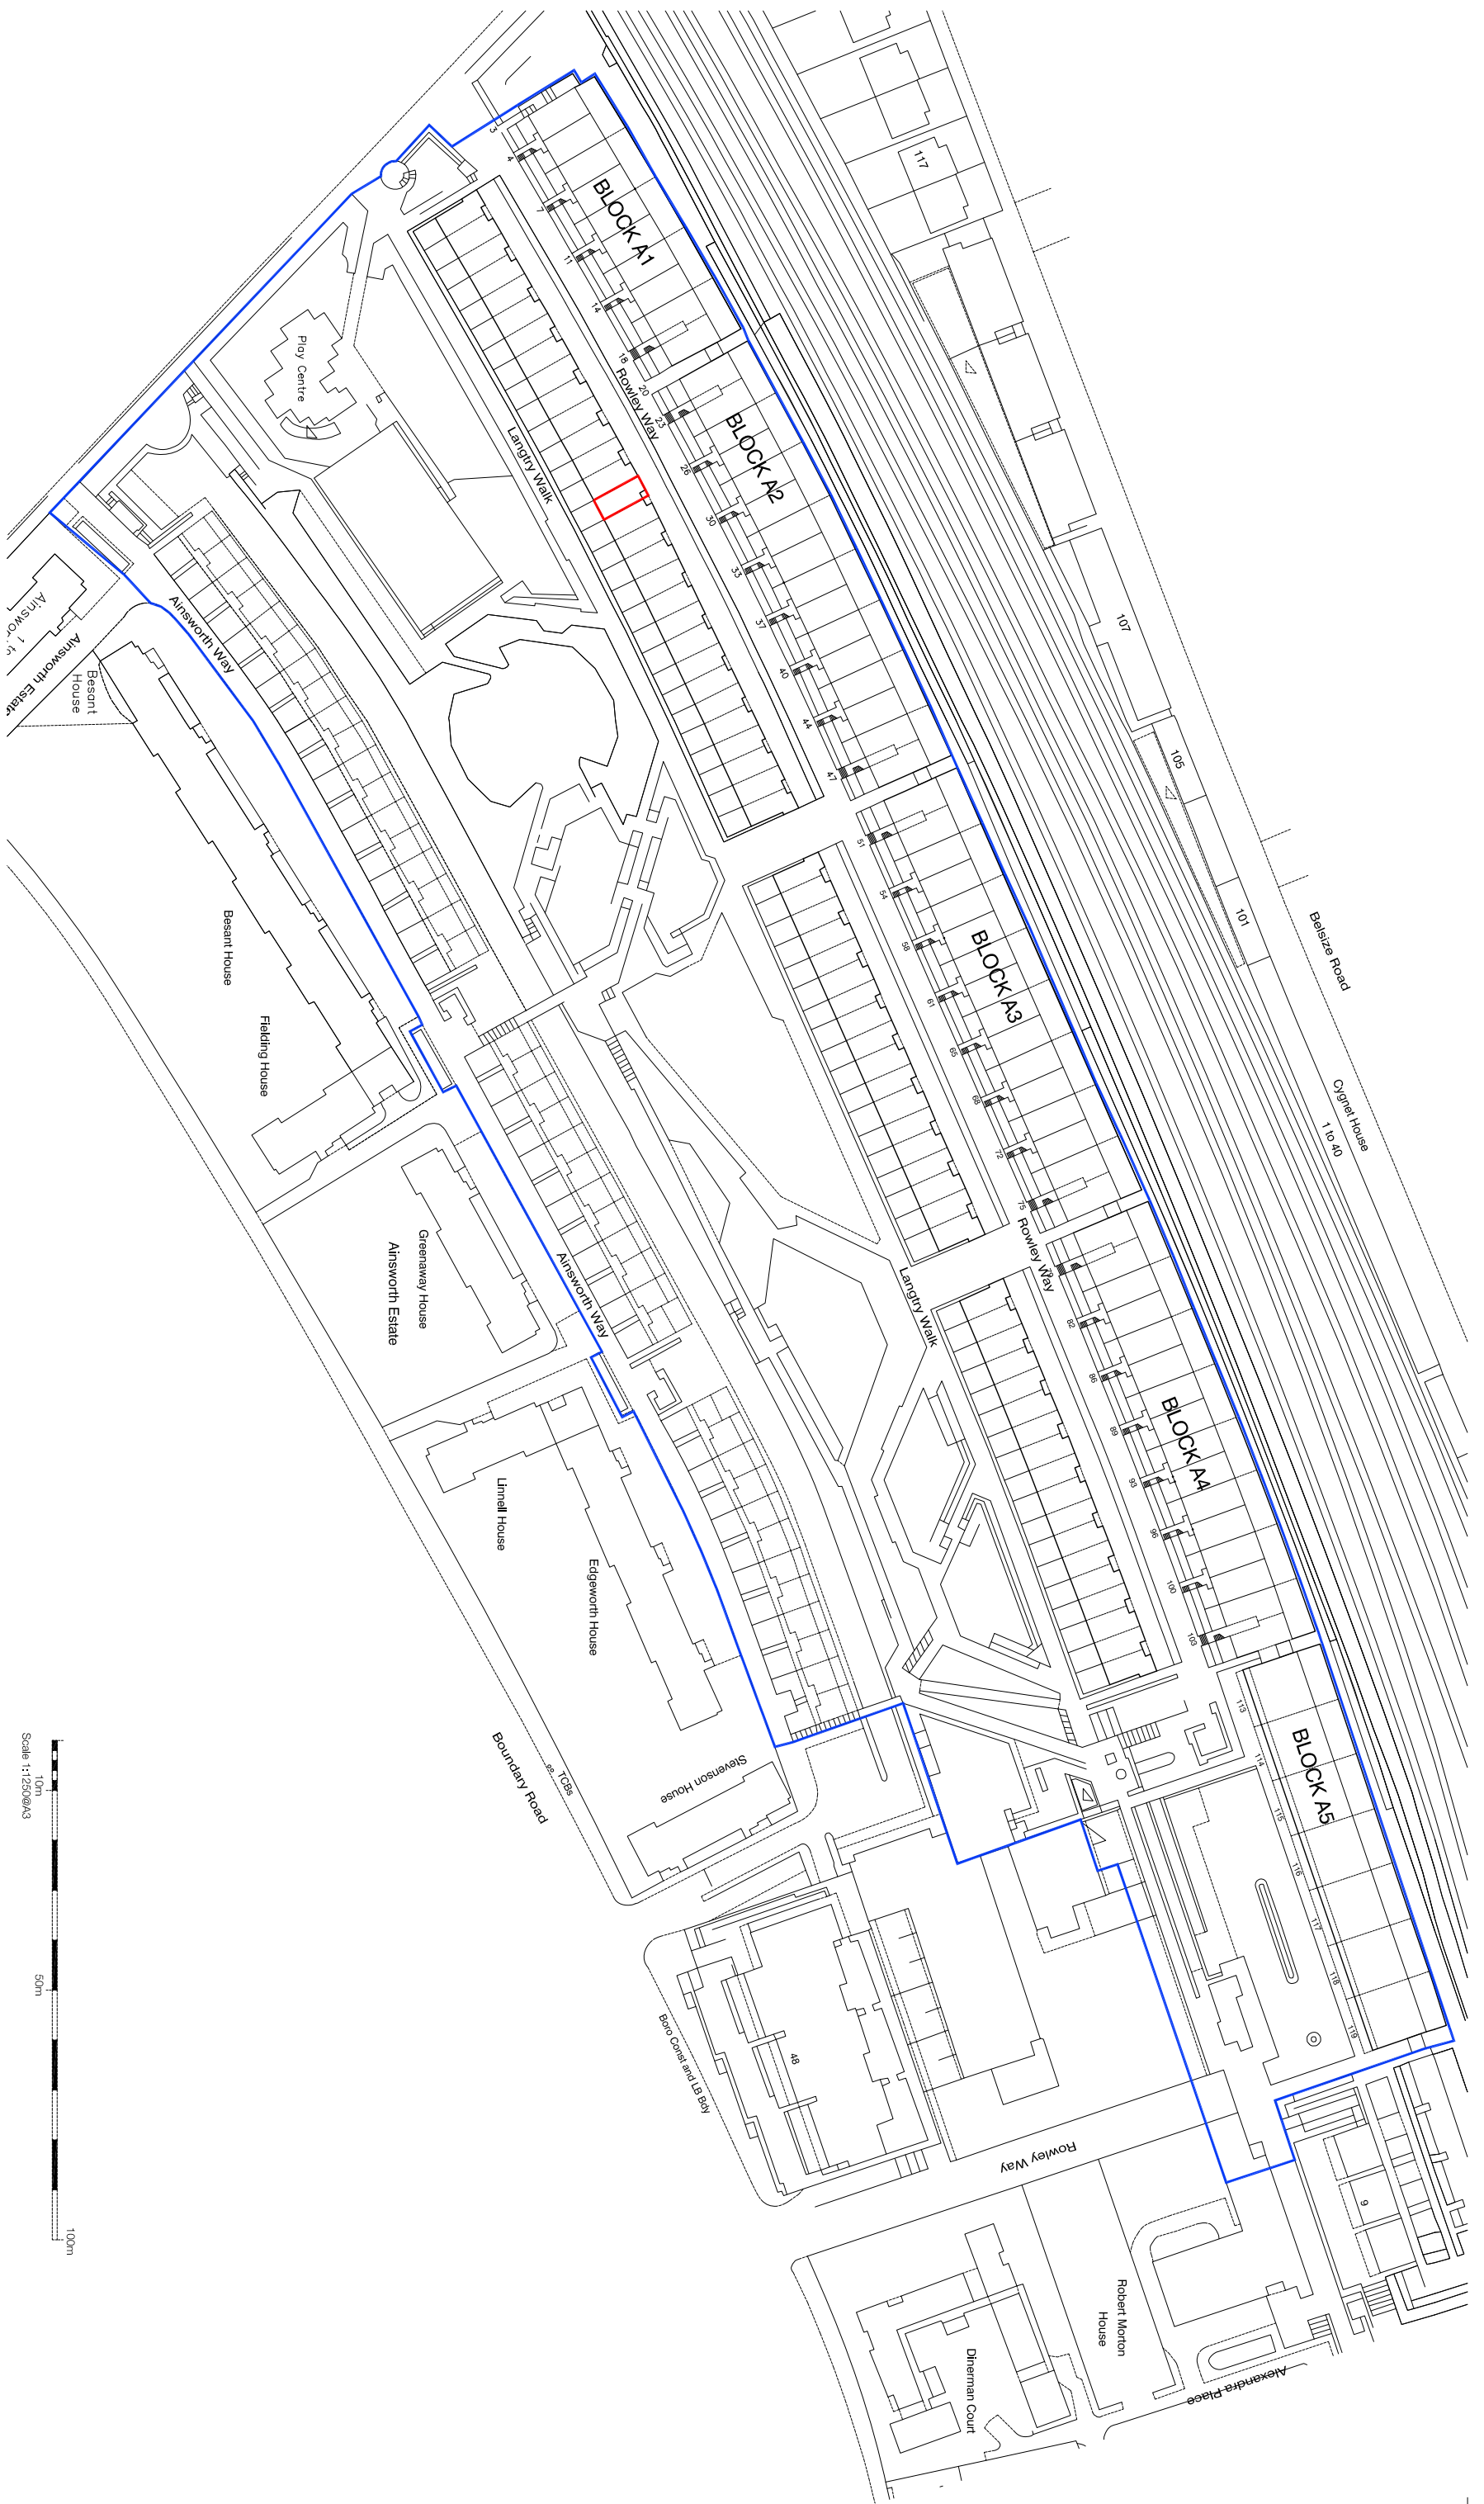 117
107
105
101
Belsize Road
Cygnet House
1 to 40
BLOCK A1
3
4
7
11
14
18
20
Rowley Way
BLOCK A2
23
26
30
33
37
40
44
47
Langtry Walk
Play Centre
BLOCK A3
51
54
58
61
65
68
72
75
Rowley Way
BLOCK A4
82
86
89
93
96
100
103
Langtry Walk
BLOCK A5
113
114
115
116
117
118
119
Ainsworth Way
Ainsworth Estate
Besant
House
Besant House
Fielding House
Greenaway House
Ainsworth Estate
Ainsworth Way
Linnell House
Edgeworth House
Stevenson House
TCBs
Boundary Road
48
Boro Const and LB Bdy
Rowley Way
9
Robert Morton
House
Dinerman Court
Alexandra Place
10m
50m
100m
Scale 1:1250@A3